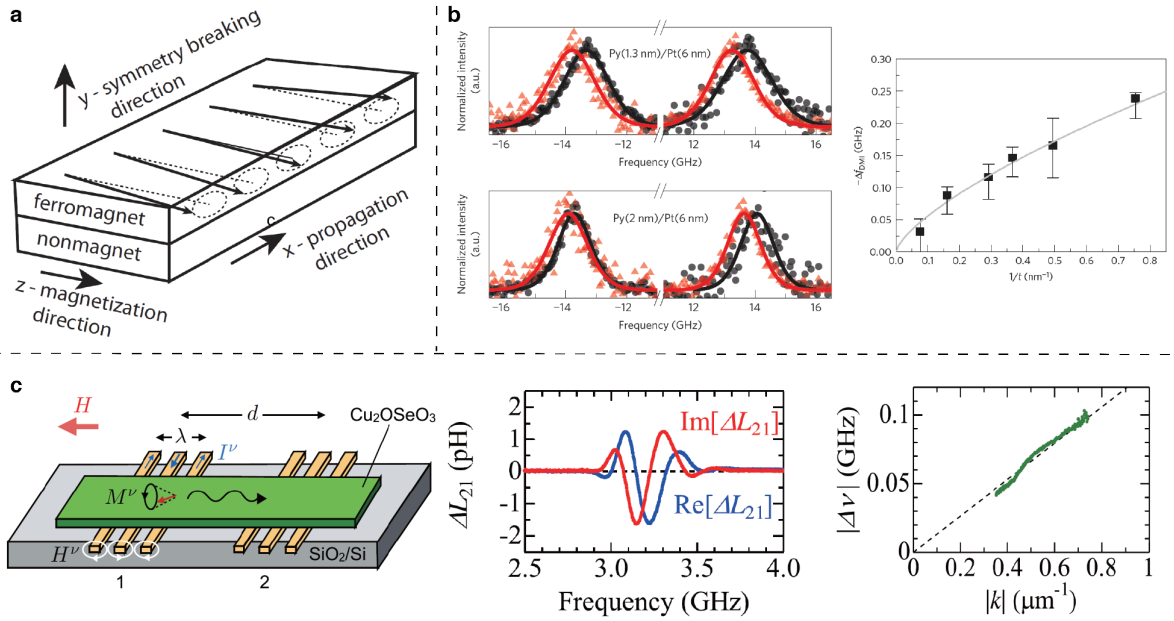 a
y - symmetry breaking
direction
ferromagnet
nonmagnet
c
x - propagation
direction
z - magnetization
direction
b
Normalized intensity
(a.u.)
Py(1.3 nm)/Pt(6 nm)
−16
−14
−12
12
14
16
Frequency (GHz)
Normalized intensity
(a.u.)
Py(2 nm)/Pt(6 nm)
−16
−14
−12
12
14
16
Frequency (GHz)
−Δf_DMI (GHz)
−0.30
−0.25
0.20
0.15
0.10
0.05
0.00
0.0 0.1 0.2 0.3 0.4 0.5 0.6 0.7 0.8
1/t (nm⁻¹)
c
H
d
λ
I^ν
Cu₂OSeO₃
M^ν
H^ν
SiO₂/Si
1
2
ΔL₂₁ (pH)
2
1
0
-1
-2
Im[ΔL₂₁]
Re[ΔL₂₁]
2.5 3.0 3.5 4.0
Frequency (GHz)
|Δν| (GHz)
0.1
0.05
0
0 0.2 0.4 0.6 0.8 1
|k| (μm⁻¹)